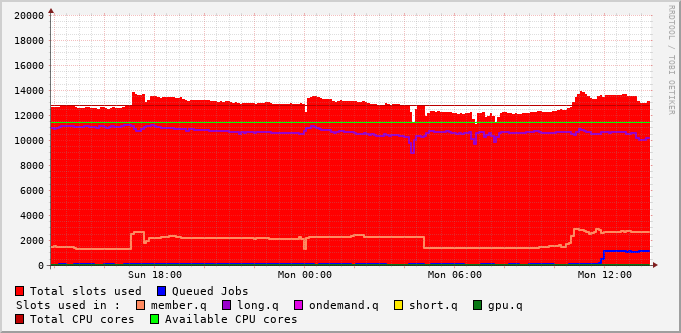 20000
18000
16000
14000
12000
10000
8000
6000
4000
2000
0
Sun 18:00 Mon 00:00 Mon 06:00 Mon 12:00
RRDTOOL / TOBI OETIKER
Total slots used Queued Jobs
Slots used in : member.q long.q ondemand.q short.q gpu.q
Total CPU cores Available CPU cores